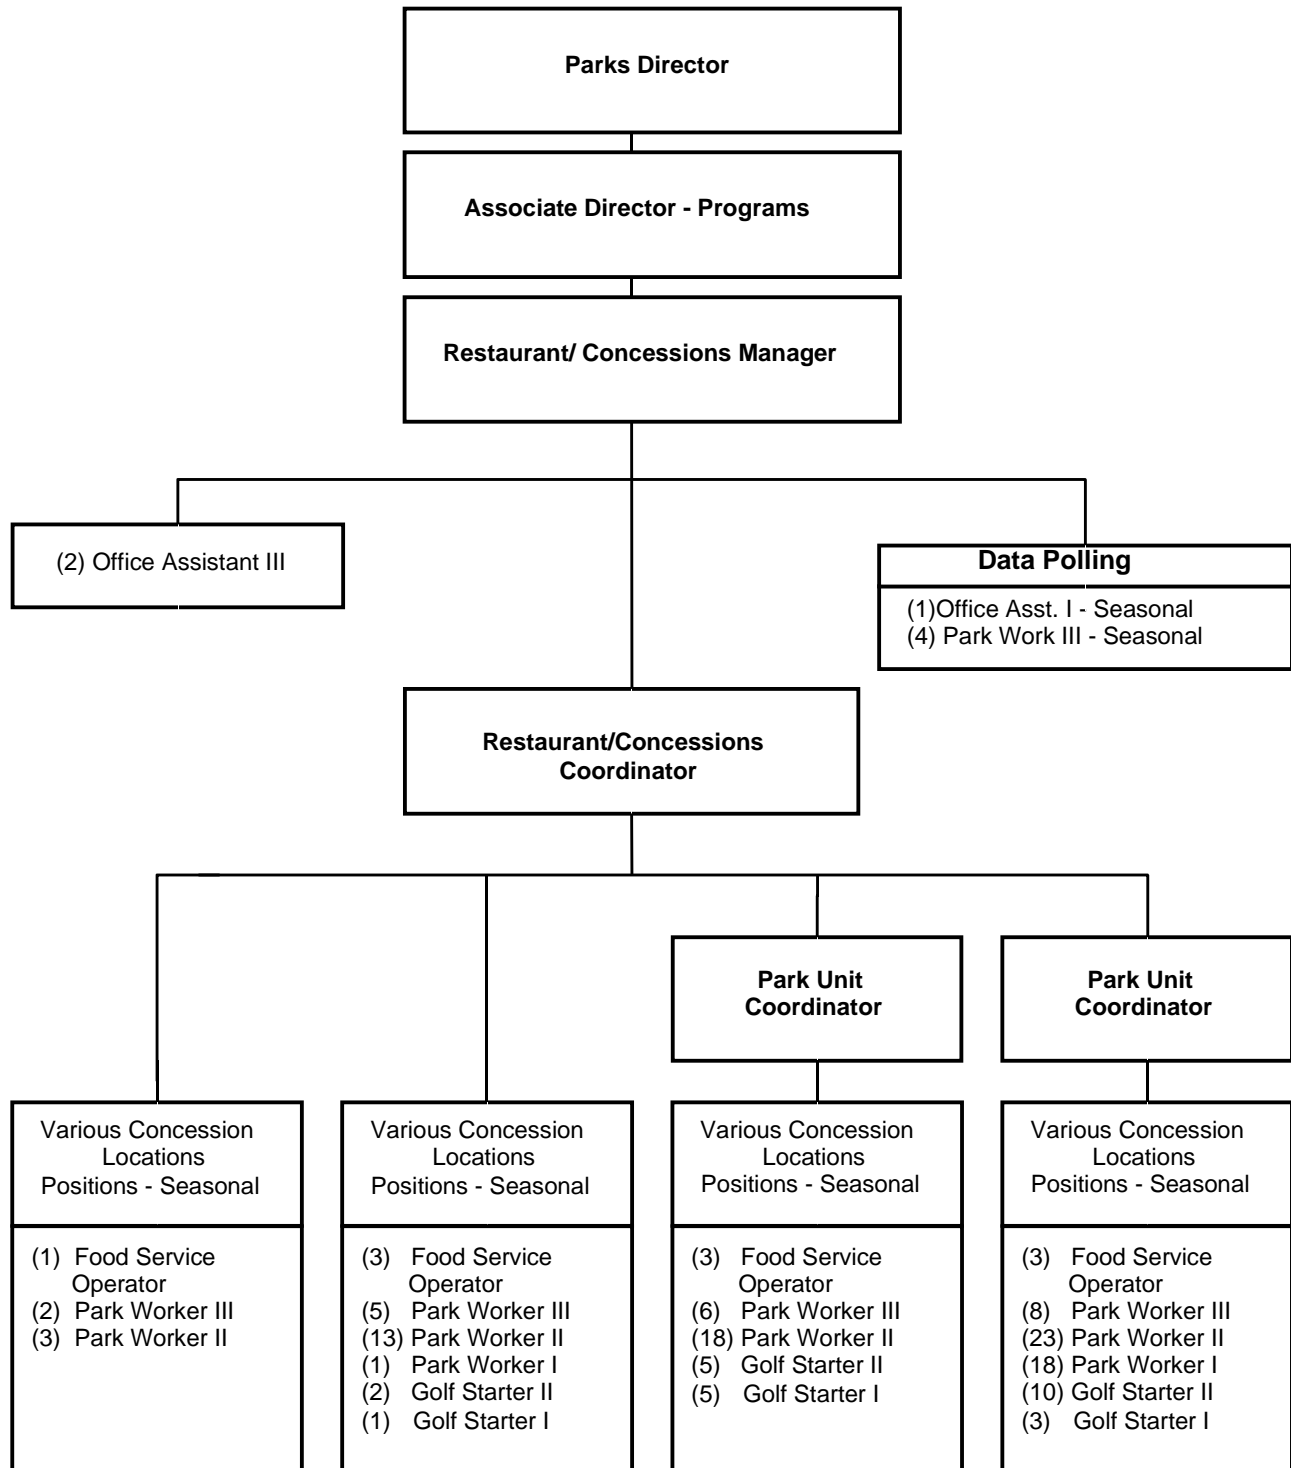 Parks Director
Associate Director - Programs
Restaurant/ Concessions Manager
(2) Office Assistant III
Data Polling
(1)Office Asst. I - Seasonal
(4) Park Work III - Seasonal
Restaurant/Concessions
Coordinator
Park Unit
Coordinator
Park Unit
Coordinator
Various Concession
Locations
Positions - Seasonal
(1) Food Service
Operator
(2) Park Worker III
(3) Park Worker II
Various Concession
Locations
Positions - Seasonal
(3) Food Service
Operator
(5) Park Worker III
(13) Park Worker II
(1) Park Worker I
(2) Golf Starter II
(1) Golf Starter I
Various Concession
Locations
Positions - Seasonal
(3) Food Service
Operator
(6) Park Worker III
(18) Park Worker II
(5) Golf Starter II
(5) Golf Starter I
Various Concession
Locations
Positions - Seasonal
(3) Food Service
Operator
(8) Park Worker III
(23) Park Worker II
(18) Park Worker I
(10) Golf Starter II
(3) Golf Starter I